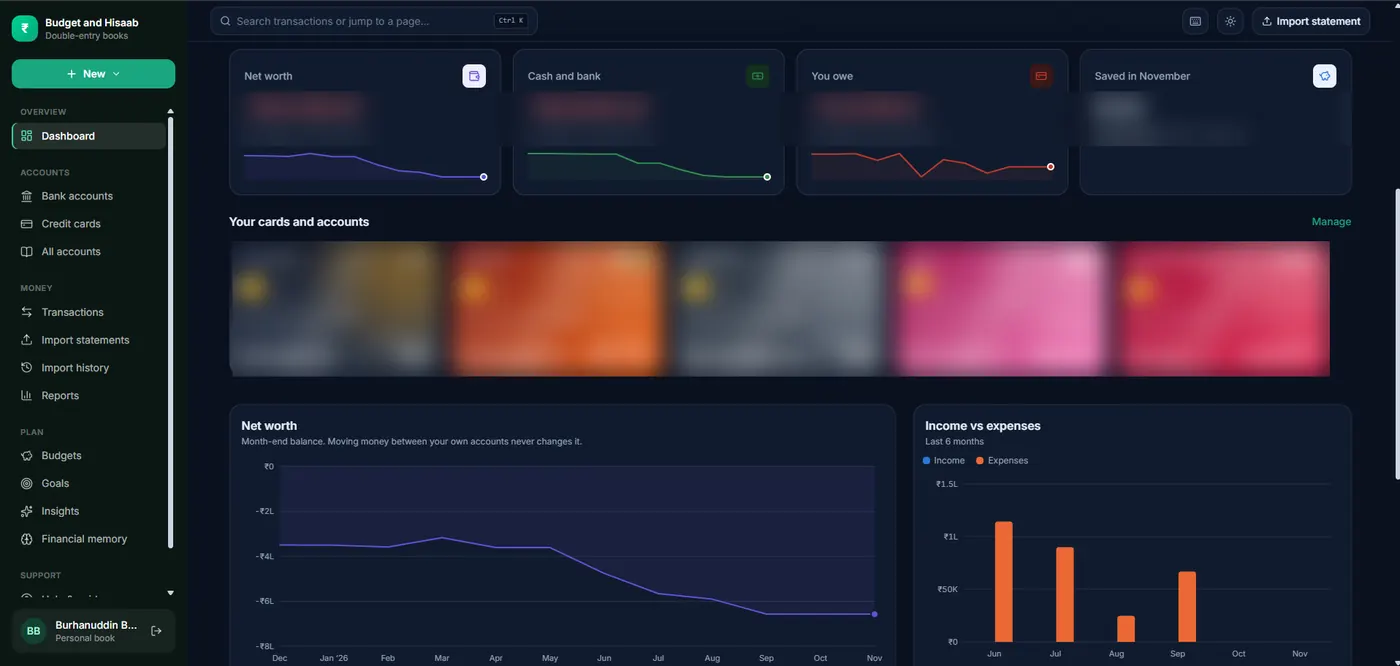 Budget and Hisaab
Double-entry books
Search transactions or jump to a page...
Ctrl K
Import statement
New
OVERVIEW
Dashboard
ACCOUNTS
Bank accounts
Credit cards
All accounts
MONEY
Transactions
Import statements
Import history
Reports
PLAN
Budgets
Goals
Insights
Financial memory
SUPPORT
Burhanuddin B...
BB
Personal book
Net worth
Cash and bank
You owe
Saved in November
Your cards and accounts
Manage
Net worth
Month-end balance. Moving money between your own accounts never changes it.
₹0
-₹2L
-₹4L
-₹6L
-₹8L
Dec Jan '26 Feb Mar Apr May Jun Jul Aug Sep Oct Nov
Income vs expenses
Last 6 months
Income Expenses
₹1.5L
₹1L
₹50K
₹0
Jun Jul Aug Sep Oct Nov